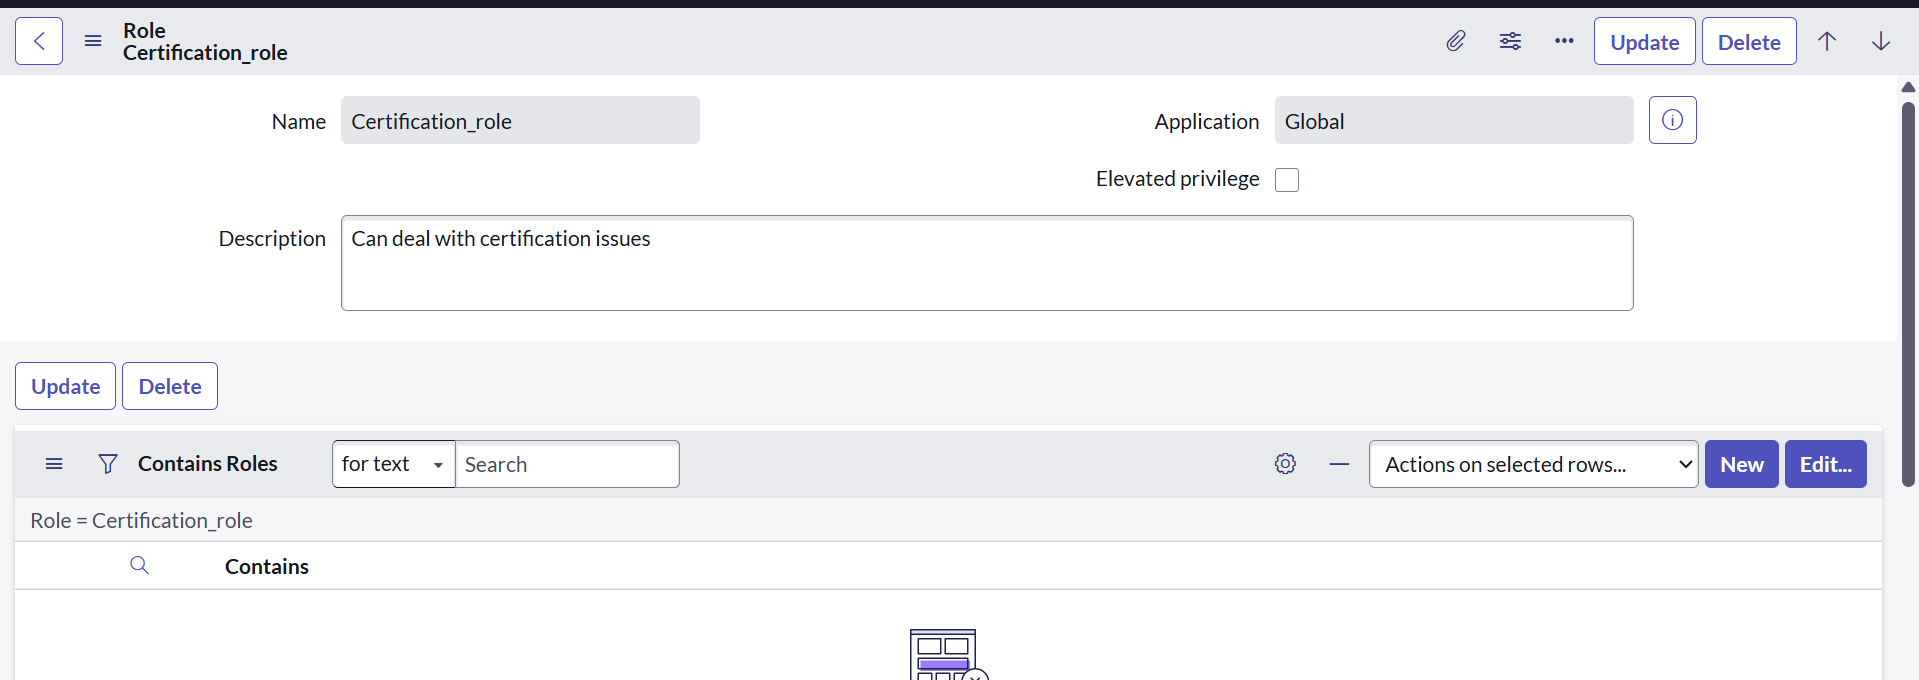 Role
Certification_role
Update Delete
Name Certification_role Application Global
Elevated privilege
Description Can deal with certification issues
Update Delete
Contains Roles for text Search Actions on selected rows... New Edit...
Role = Certification_role
Contains